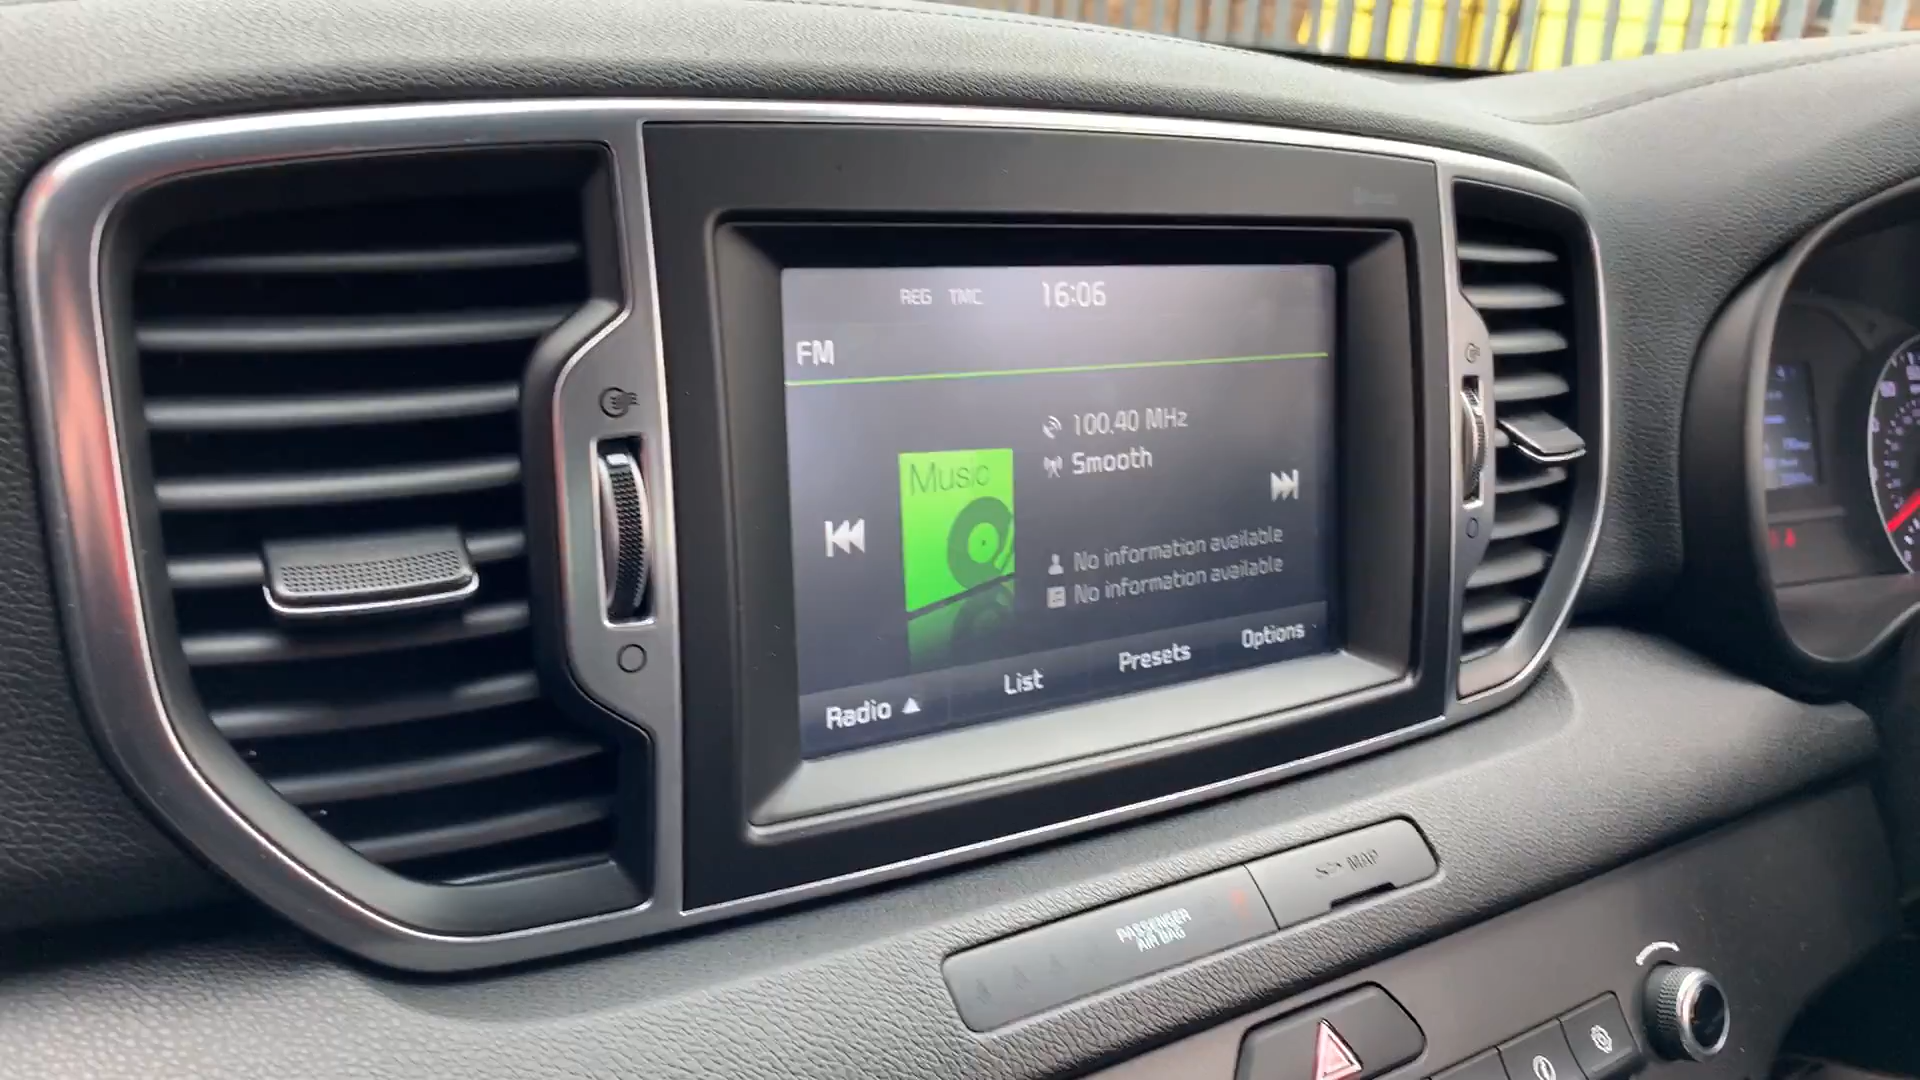 REG TMC 16:06
FM
100.40 MHz
Smooth
Music
No information available
No information available
Radio ▲ List Presets Options
MAP
PASSENGER
AIR BAG